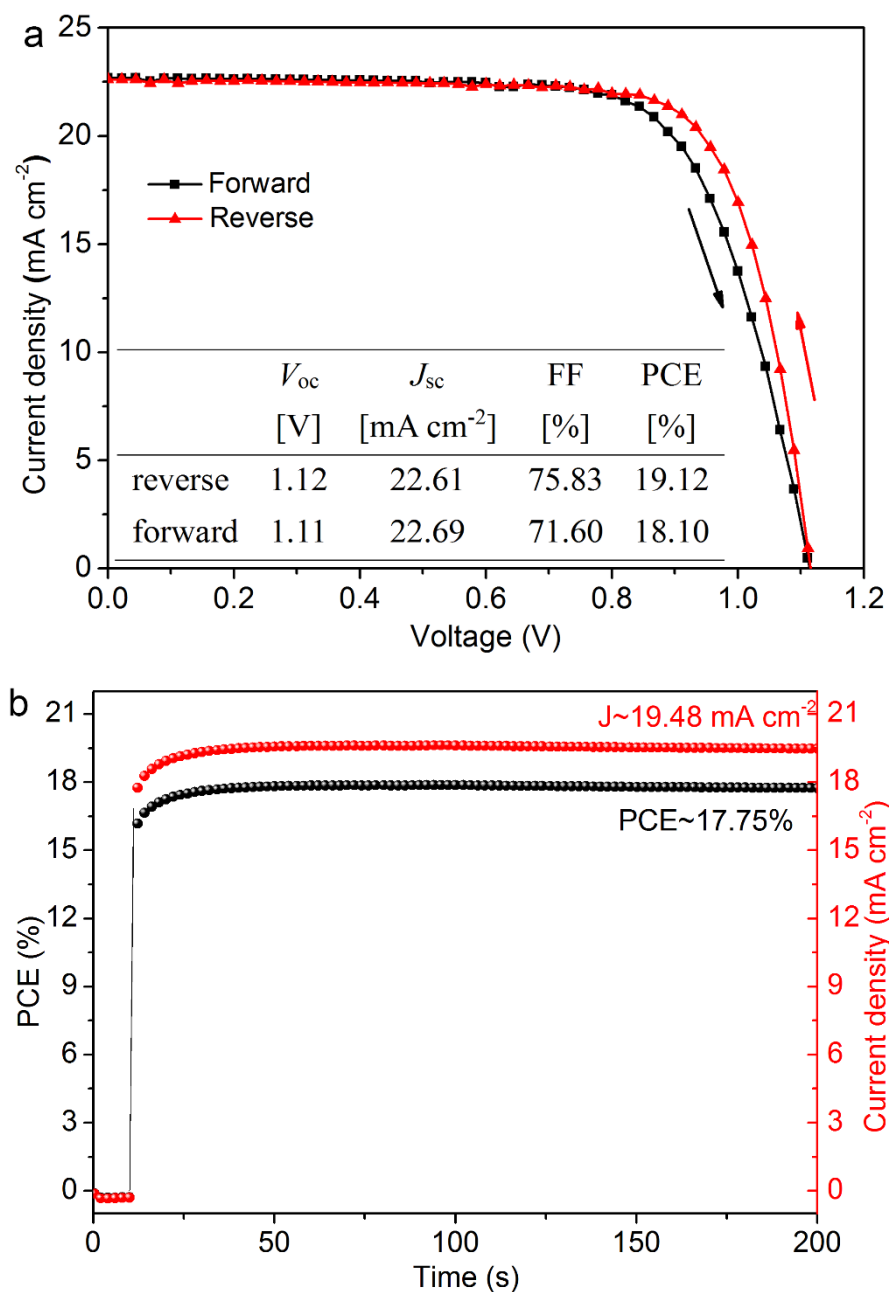 a
25
20
15
10
5
0
Current density (mA cm⁻²)
Forward
Reverse
Voc Jsc FF PCE
[V] [mA cm⁻²] [%] [%]
reverse 1.12 22.61 75.83 19.12
forward 1.11 22.69 71.60 18.10
0.0 0.2 0.4 0.6 0.8 1.0 1.2
Voltage (V)
b
21
18
15
12
9
6
3
0
PCE (%)
J~19.48 mA cm⁻²
PCE~17.75%
21
18
15
12
9
6
3
0
Current density (mA cm⁻²)
0 50 100 150 200
Time (s)